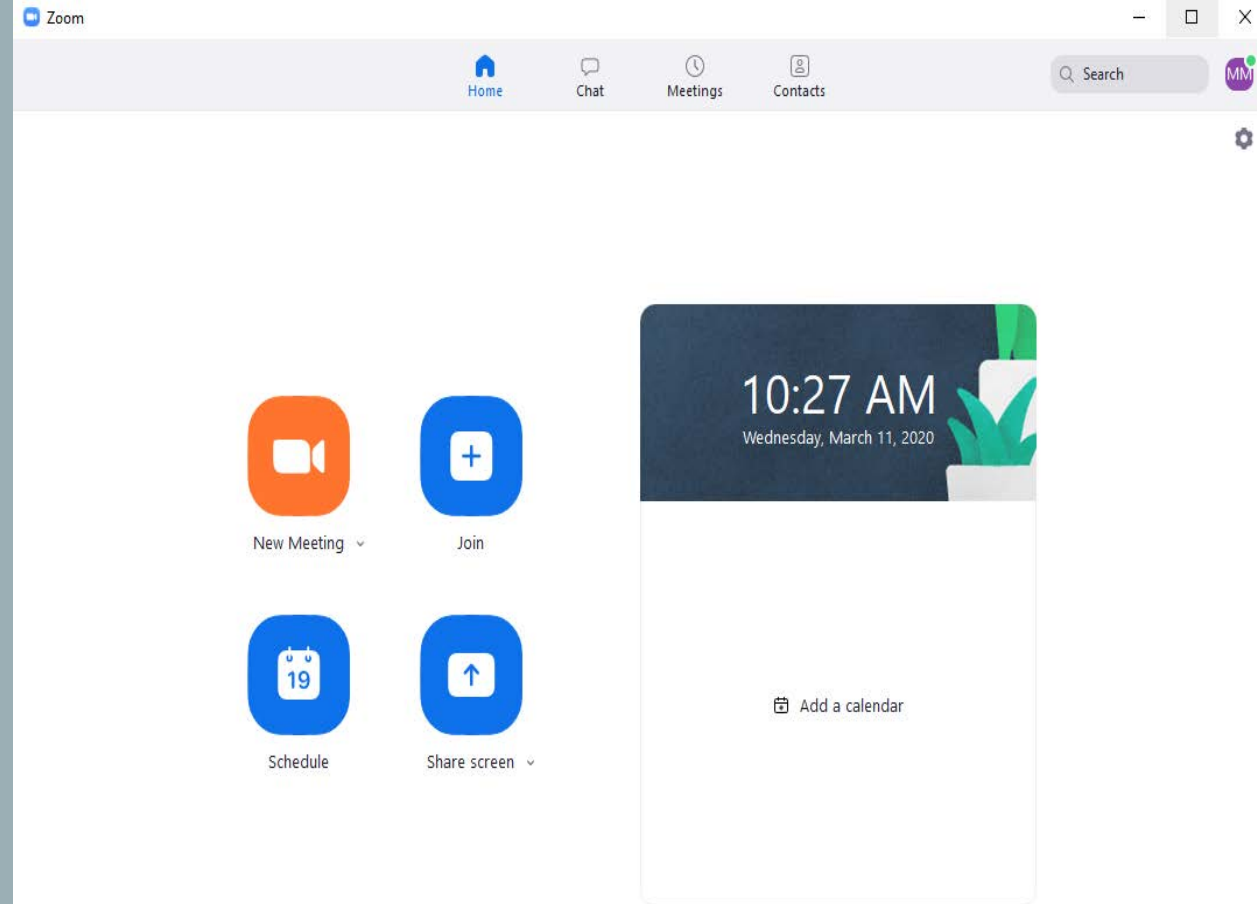 Zoom
Home Chat Meetings Contacts Search MM
10:27 AM
Wednesday, March 11, 2020
New Meeting Join
19
Schedule Share screen
Add a calendar